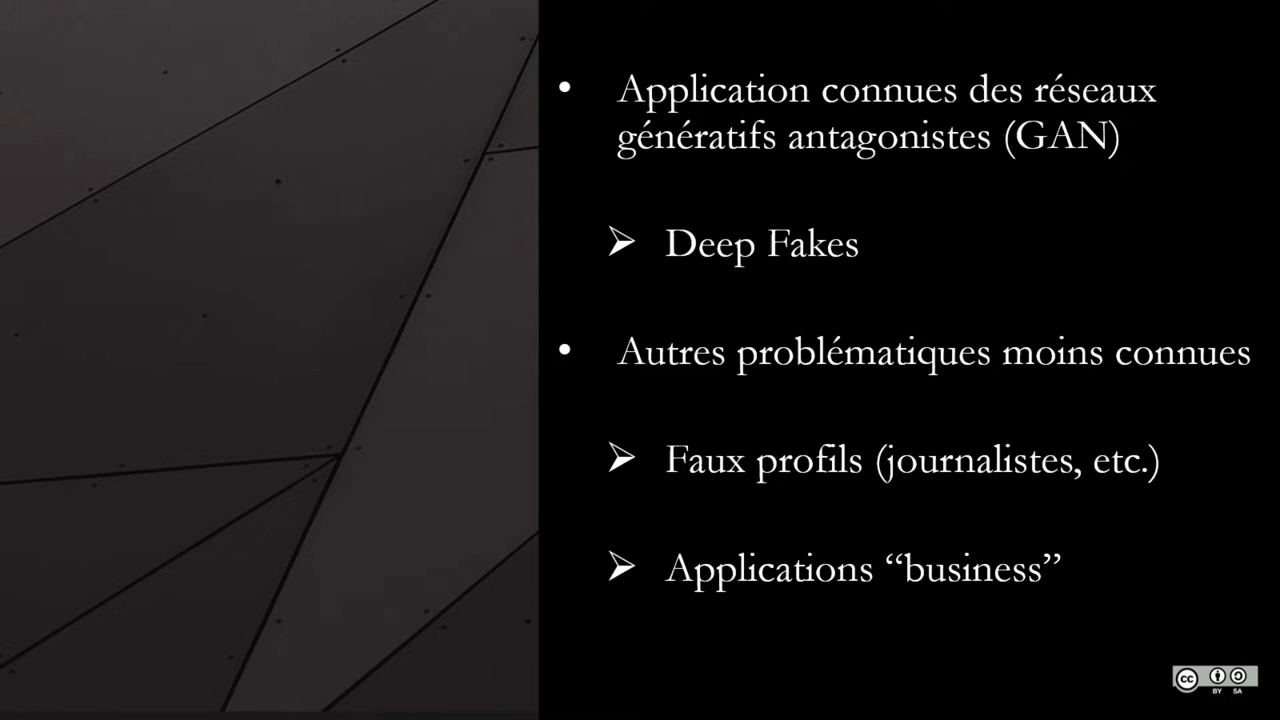 • Application connues des réseaux
génératifs antagonistes (GAN)
➢ Deep Fakes
• Autres problématiques moins connues
➢ Faux profils (journalistes, etc.)
➢ Applications “business”
cc
BY SA